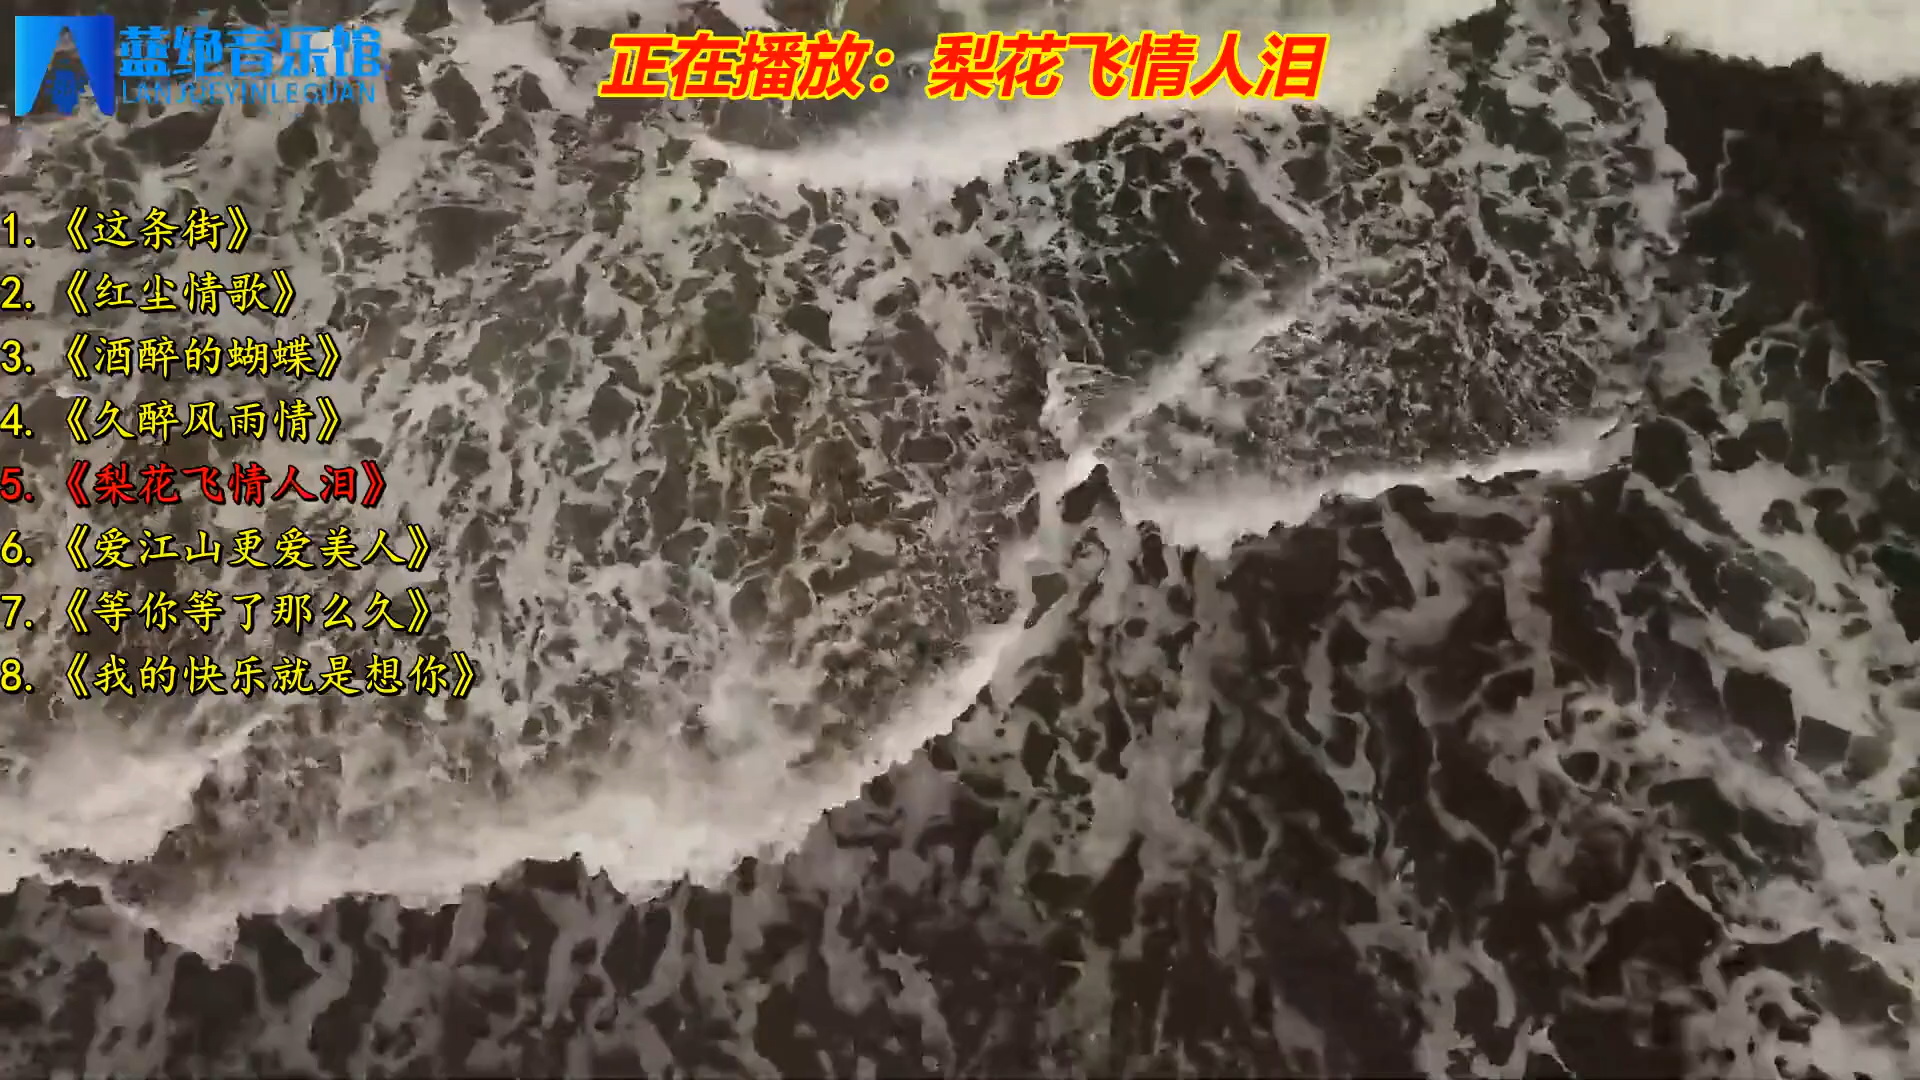 蓝绝音乐馆
LANJUEYINLEGUAN
正在播放：梨花飞情人泪
1.《这条街》
2.《红尘情歌》
3.《酒醉的蝴蝶》
4.《久醉风雨情》
5.《梨花飞情人泪》
6.《爱江山更爱美人》
7.《等你等了那么久》
8.《我的快乐就是想你》